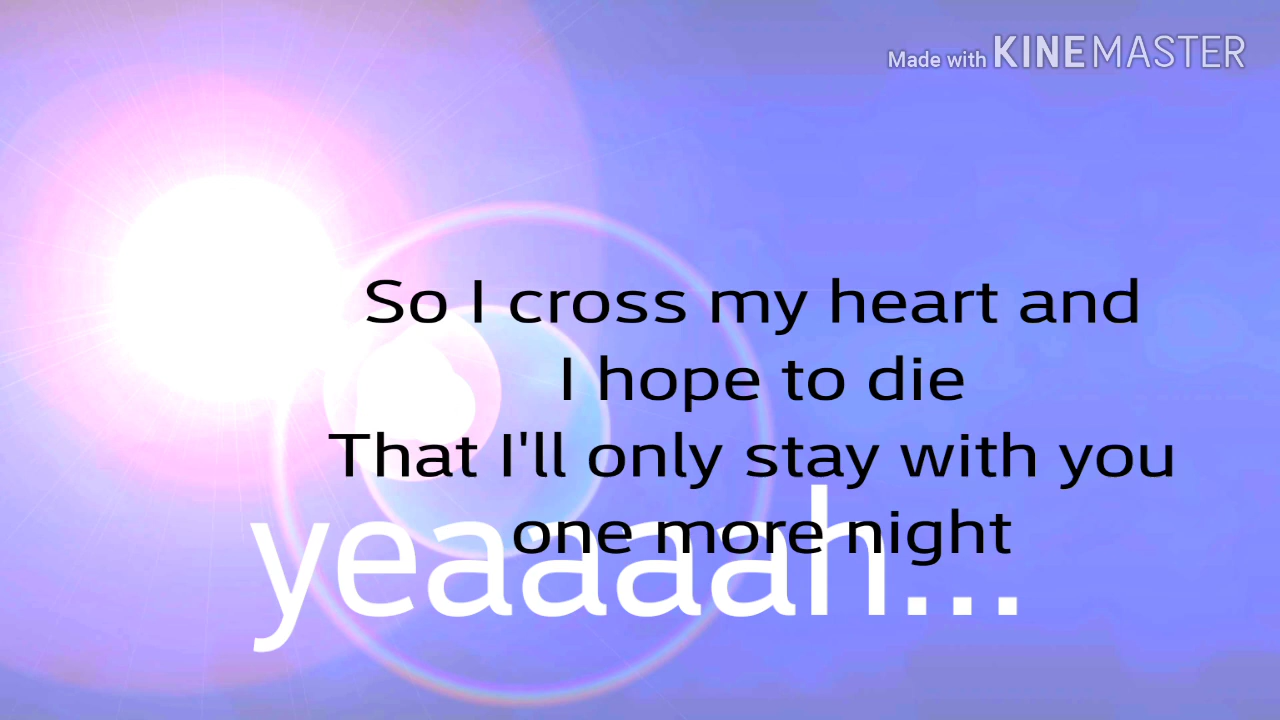 Made with KINEMASTER
So I cross my heart and
I hope to die
That I'll only stay with you
one more night
yeaaaah...